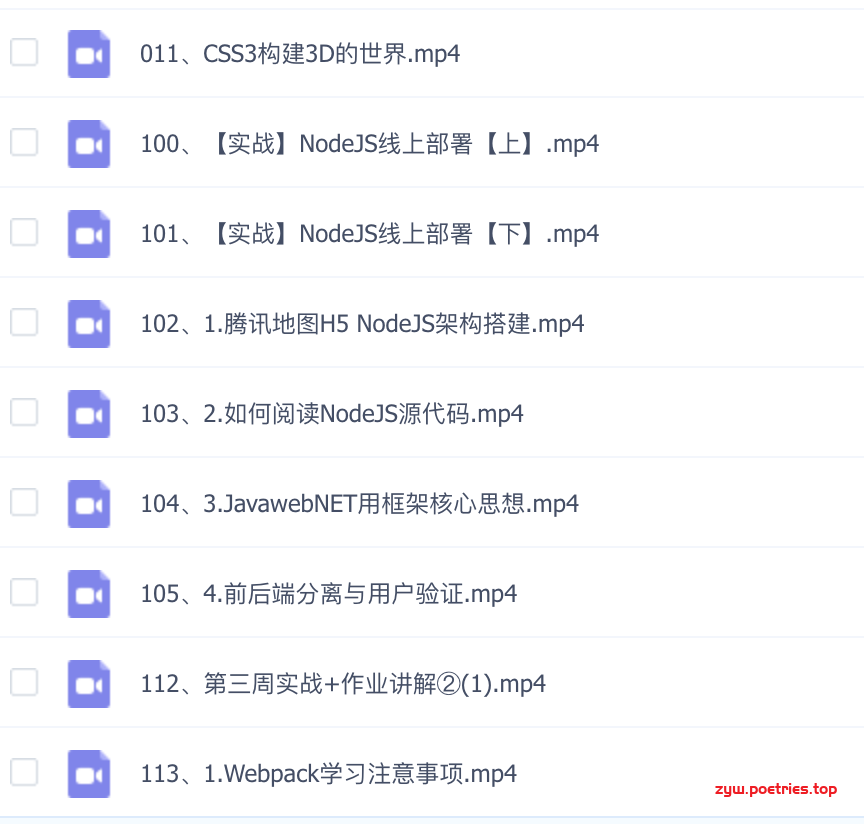 011、CSS3构建3D的世界.mp4
100、【实战】NodeJS线上部署【上】.mp4
101、【实战】NodeJS线上部署【下】.mp4
102、1.腾讯地图H5 NodeJS架构搭建.mp4
103、2.如何阅读NodeJS源代码.mp4
104、3.JavawebNET用框架核心思想.mp4
105、4.前后端分离与用户验证.mp4
112、第三周实战+作业讲解②(1).mp4
113、1.Webpack学习注意事项.mp4
zyw.poetries.top